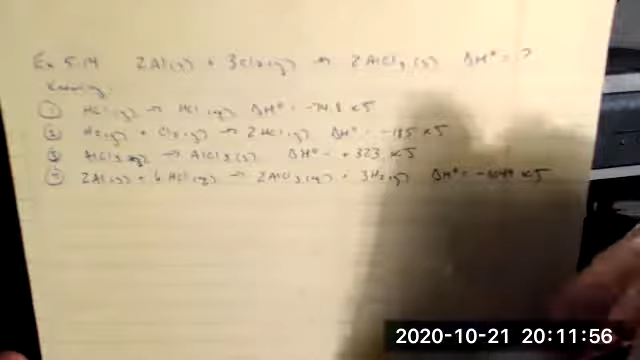 Ex 5.14 2Al(s) + 3Cl₂(g) → 2AlCl₃(s) ΔH° = ?
Knowing:
① HCl(g) → HCl(aq) ΔH° = -74.8 KJ
② H₂(g) + Cl₂(g) → 2HCl(g) ΔH° = -185 KJ
③ AlCl₃(aq) → AlCl₃(s) ΔH° = +323 KJ
④ 2Al(s) + 6HCl(aq) → 2AlCl₃(aq) + 3H₂(g) ΔH° = KJ
2020-10-21 20:11:56